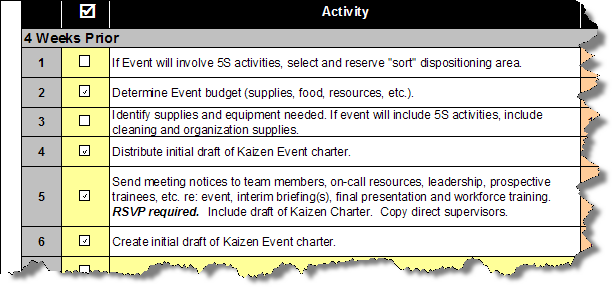 Activity
4 Weeks Prior
1 If Event will involve 5S activities, select and reserve "sort" dispositioning area.
2 Determine Event budget (supplies, food, resources, etc.).
3 Identify supplies and equipment needed. If event will include 5S activities, include
cleaning and organization supplies.
4 Distribute initial draft of Kaizen Event charter.
5 Send meeting notices to team members, on-call resources, leadership, prospective
trainees, etc. re: event, interim briefing(s), final presentation and workforce training.
RSVP required. Include draft of Kaizen Charter. Copy direct supervisors.
6 Create initial draft of Kaizen Event charter.